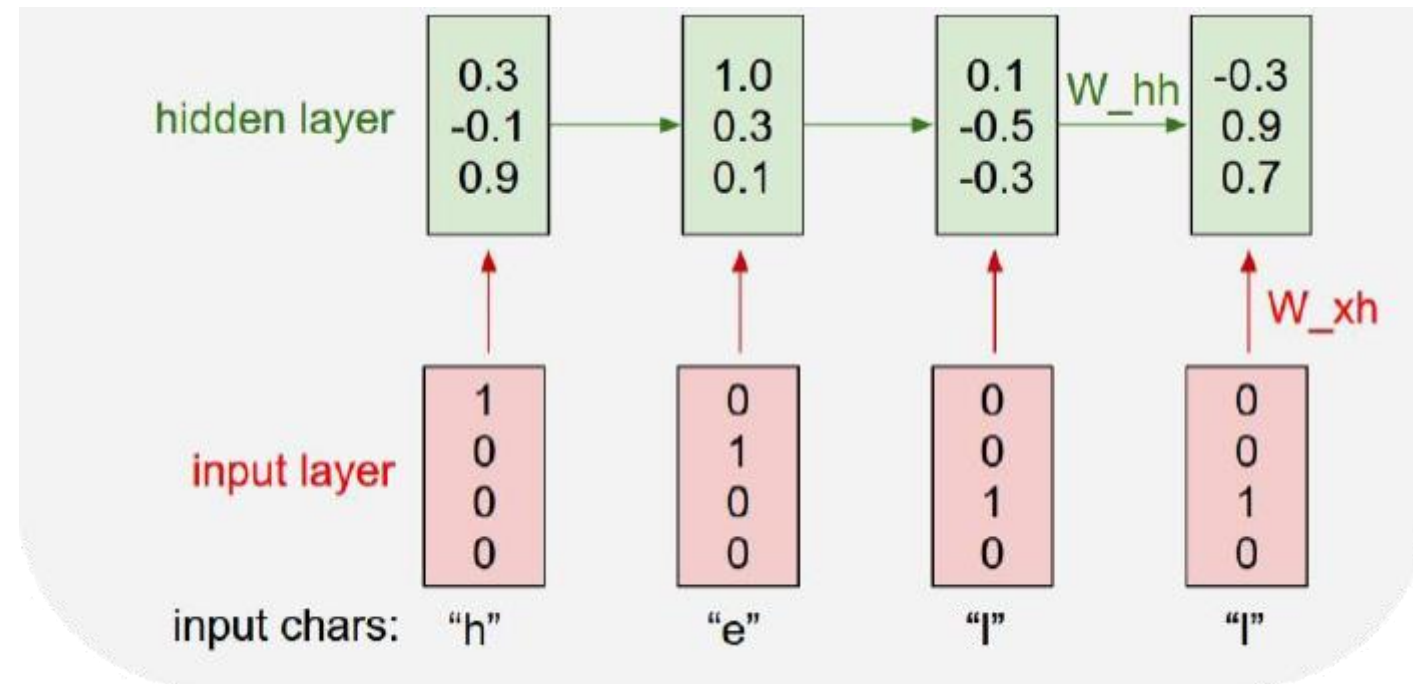 0.3 1.0 0.1 W_hh -0.3
hidden layer -0.1 0.3 -0.5 0.9
0.9 0.1 -0.3 0.7
W_xh
1 0 0 0
0 1 0 0
input layer
0 0 1 1
0 0 0 0
input chars: “h” “e” “l” “l”